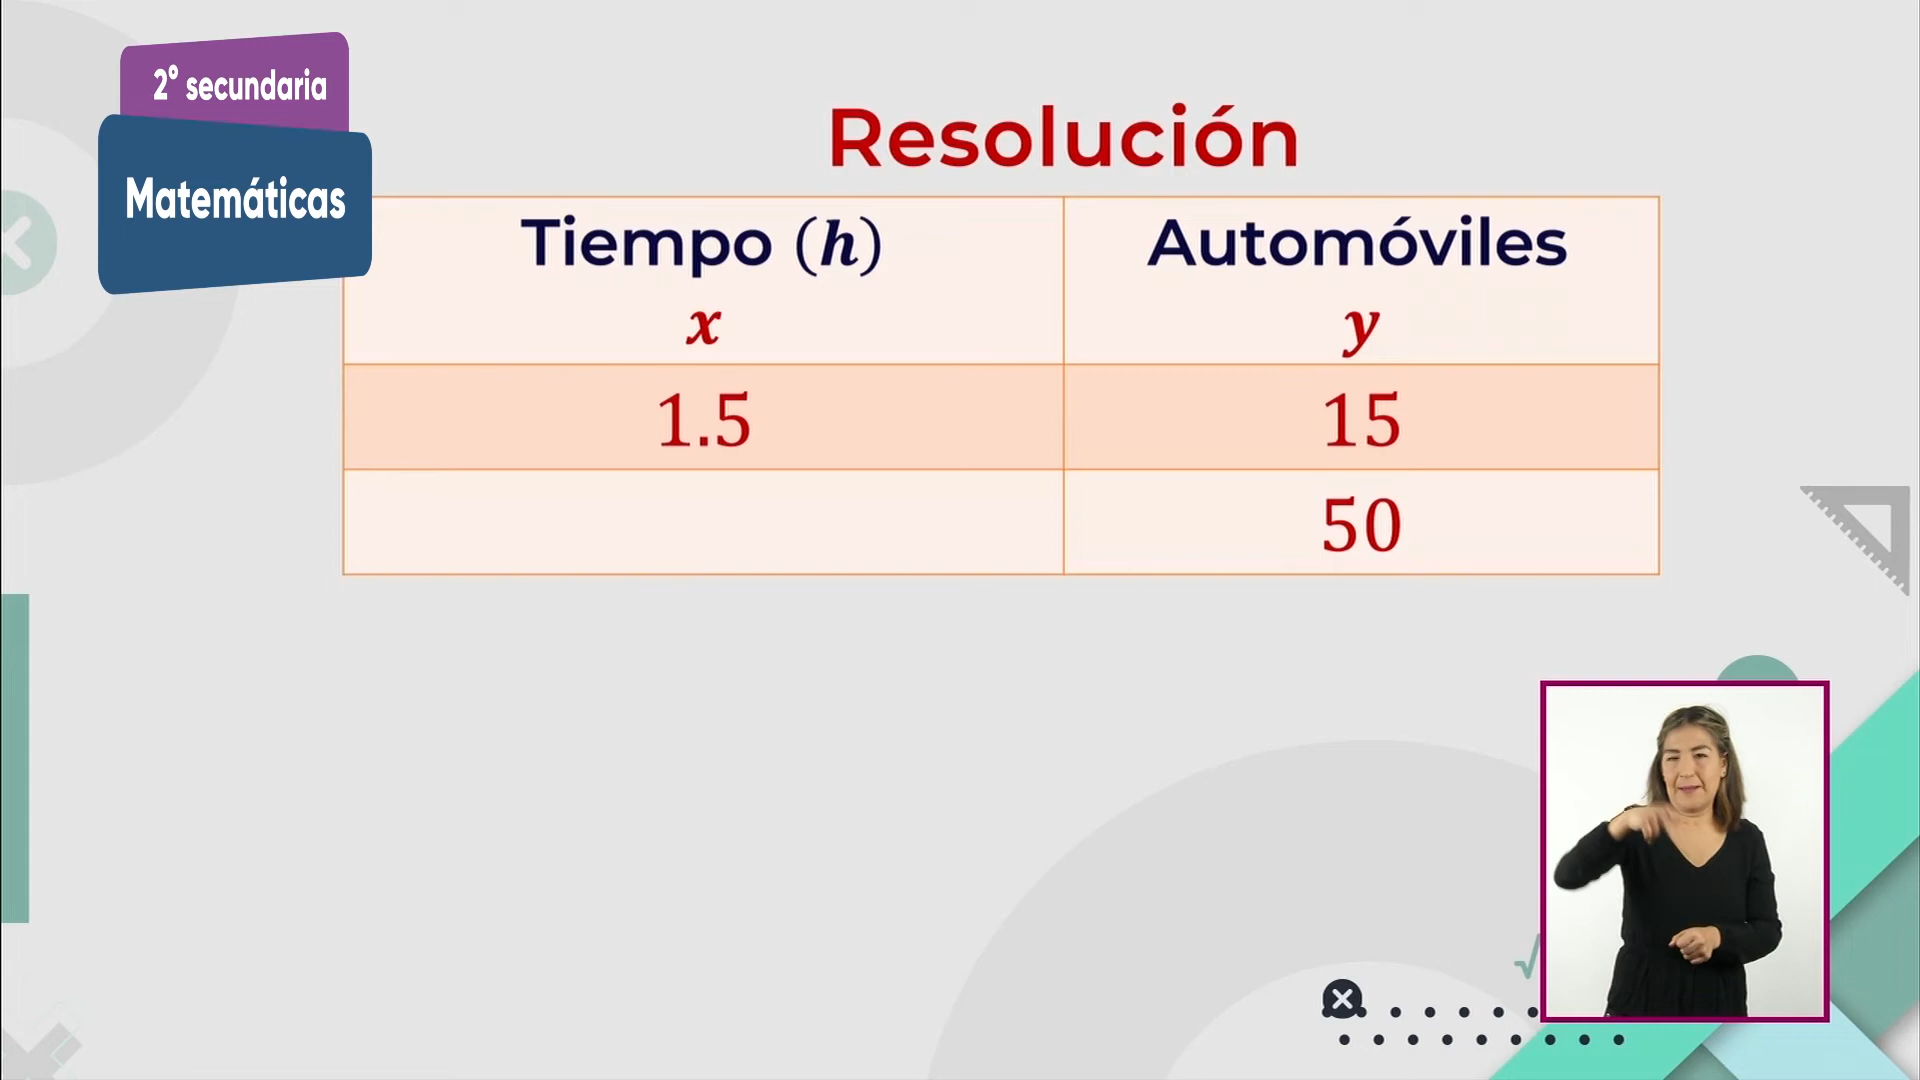 2° secundaria
Matemáticas
Resolución
Tiempo (h) Automóviles
x y
1.5 15
50